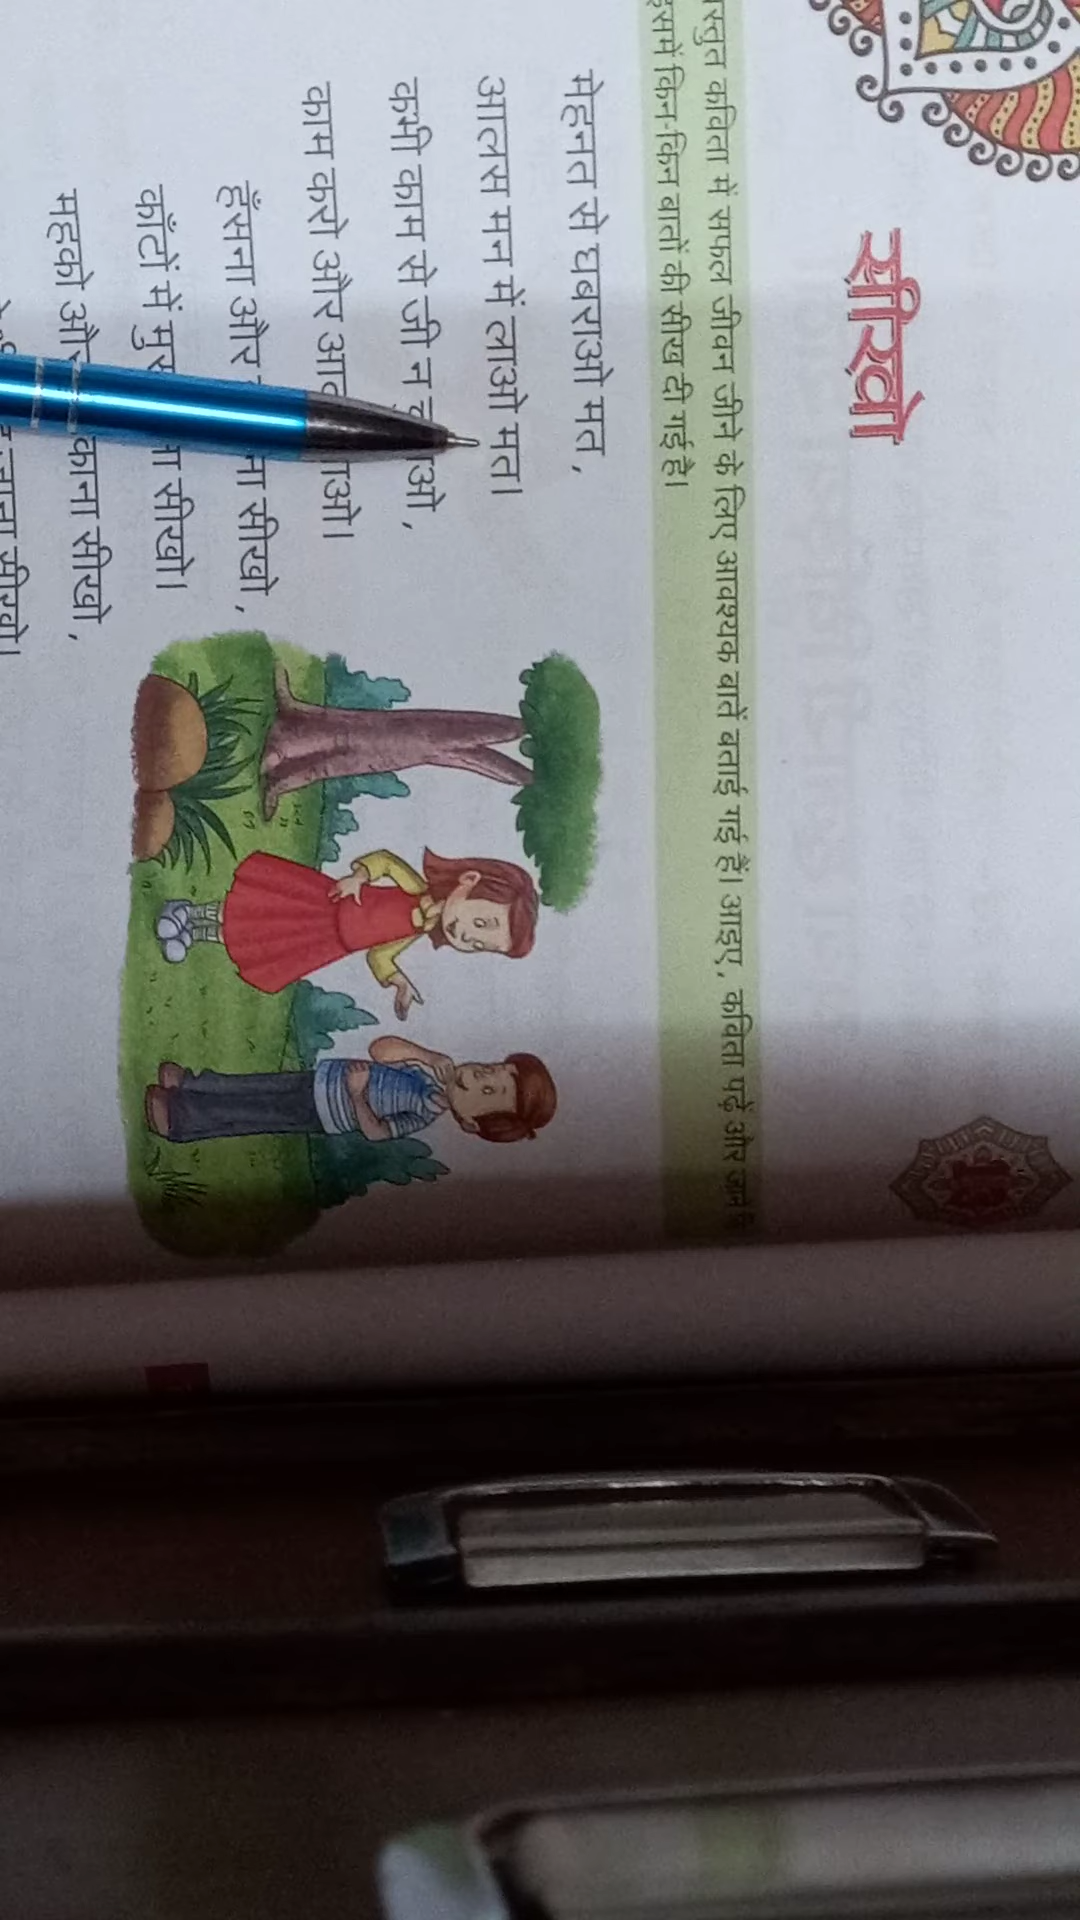 सीखो
प्रस्तुत कविता में सफल जीवन जीने के लिए आवश्यक बातें बताई गई हैं। आइए, कविता पढ़ें और जानें
इसमें किन-किन बातों की सीख दी गई है।
मेहनत से घबराओ मत,
आलस मन में लाओ मत।
कभी काम से जी न
काम करो और
हँसना और सीखो,
काँटों में सीखो।
महको और सीखो,
सीखो।